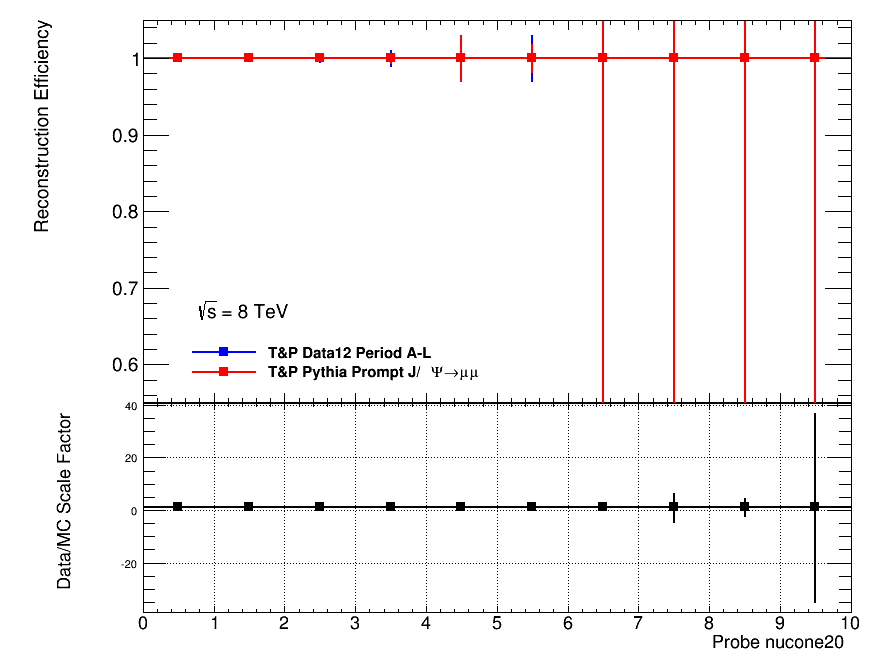 Reconstruction Efficiency
1
0.9
0.8
0.7
0.6
√s = 8 TeV
T&P Data12 Period A-L
T&P Pythia Prompt J/ Ψ→μμ
Data/MC Scale Factor
40
20
0
-20
0 1 2 3 4 5 6 7 8 9 10
Probe nucone20